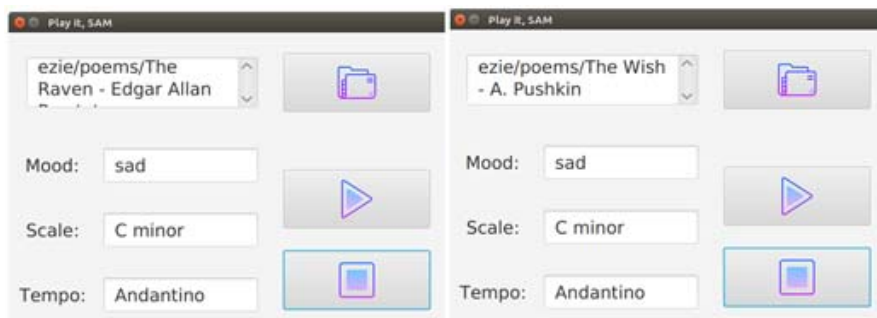 Play it, SAM
ezie/poems/The
Raven - Edgar Allan
Mood:
sad
Scale:
C minor
Tempo:
Andantino
Play it, SAM
ezie/poems/The Wish
- A. Pushkin
Mood:
sad
Scale:
C minor
Tempo:
Andantino